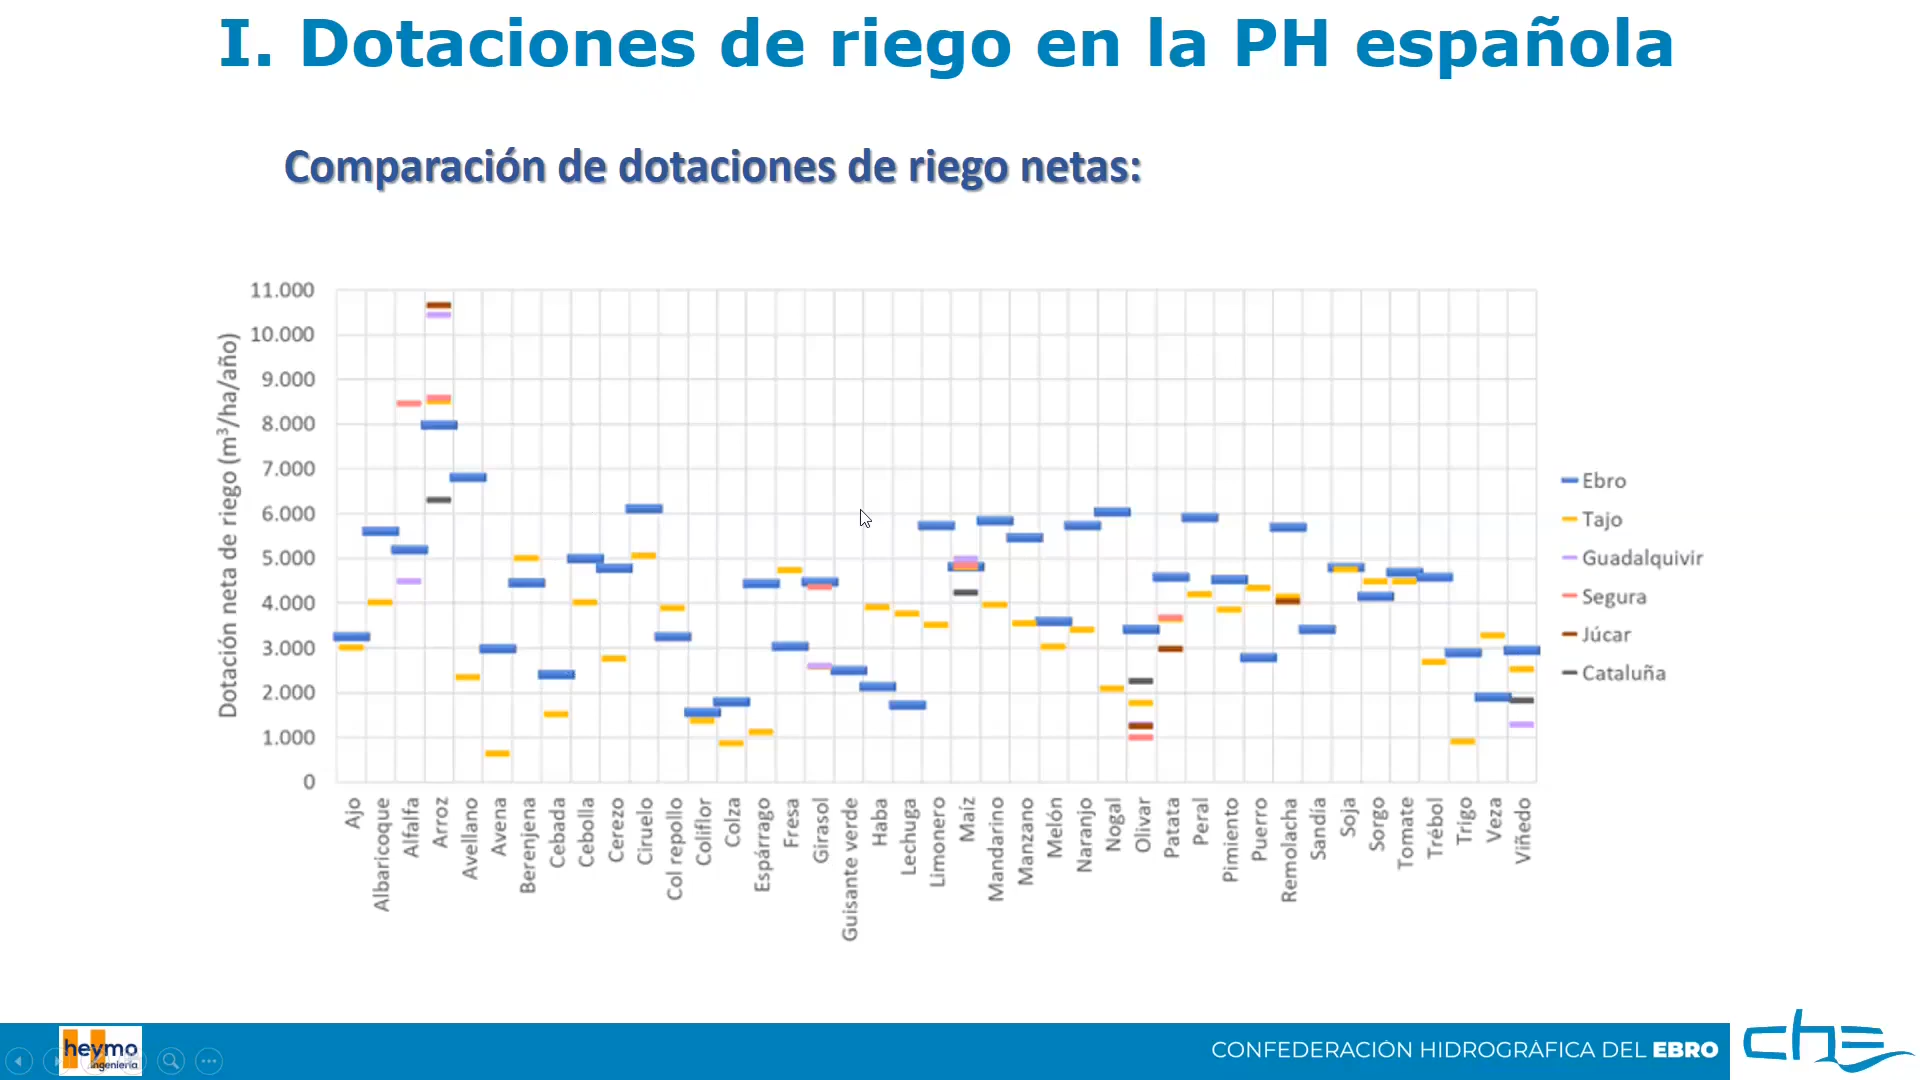 I. Dotaciones de riego en la PH española
Comparación de dotaciones de riego netas:
Dotación neta de riego (m³/ha/año)
11.000
10.000
9.000
8.000
7.000
6.000
5.000
4.000
3.000
2.000
1.000
0
Ajo
Albaricoque
Alfalfa
Arroz
Avellano
Avena
Berenjena
Cebada
Cebolla
Cerezo
Ciruelo
Col repollo
Coliflor
Colza
Espárrago
Fresa
Girasol
Guisante verde
Haba
Lechuga
Limonero
Maíz
Mandarino
Manzano
Melón
Naranjo
Nogal
Olivar
Patata
Peral
Pimiento
Puerro
Remolacha
Sandía
Soja
Sorgo
Tomate
Trébol
Trigo
Veza
Viñedo
Ebro
Tajo
Guadalquivir
Segura
Júcar
Cataluña
heymo
ingeniería
CONFEDERACIÓN HIDROGRÁFICA DEL EBRO
che